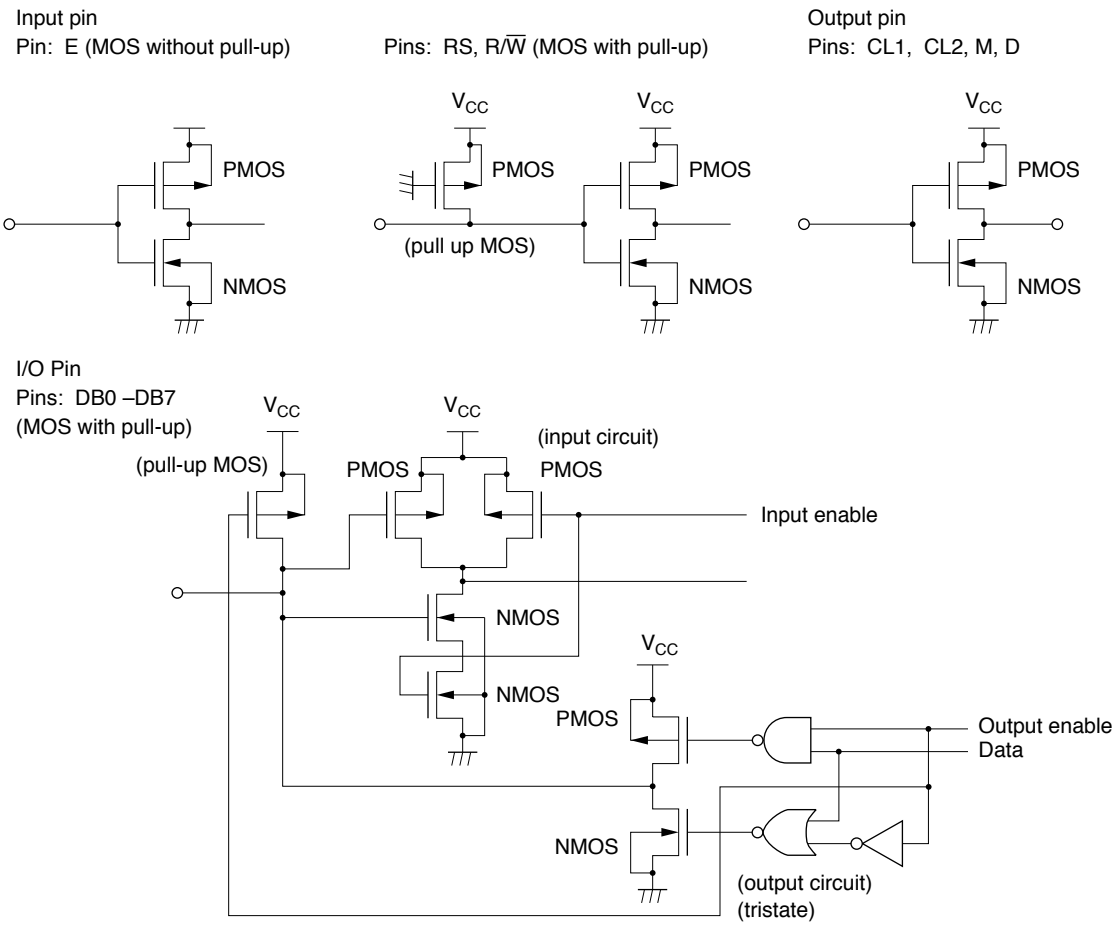 Input pin
Pin: E (MOS without pull-up)
Pins: RS, R/W̅ (MOS with pull-up)
Output pin
Pins: CL1, CL2, M, D
PMOS
NMOS
VCC
PMOS
(pull up MOS)
VCC
PMOS
NMOS
VCC
PMOS
NMOS
I/O Pin
Pins: DB0 –DB7
(MOS with pull-up)
VCC
(pull-up MOS)
VCC
(input circuit)
PMOS
PMOS
Input enable
NMOS
NMOS
VCC
PMOS
Output enable
Data
NMOS
(output circuit)
(tristate)